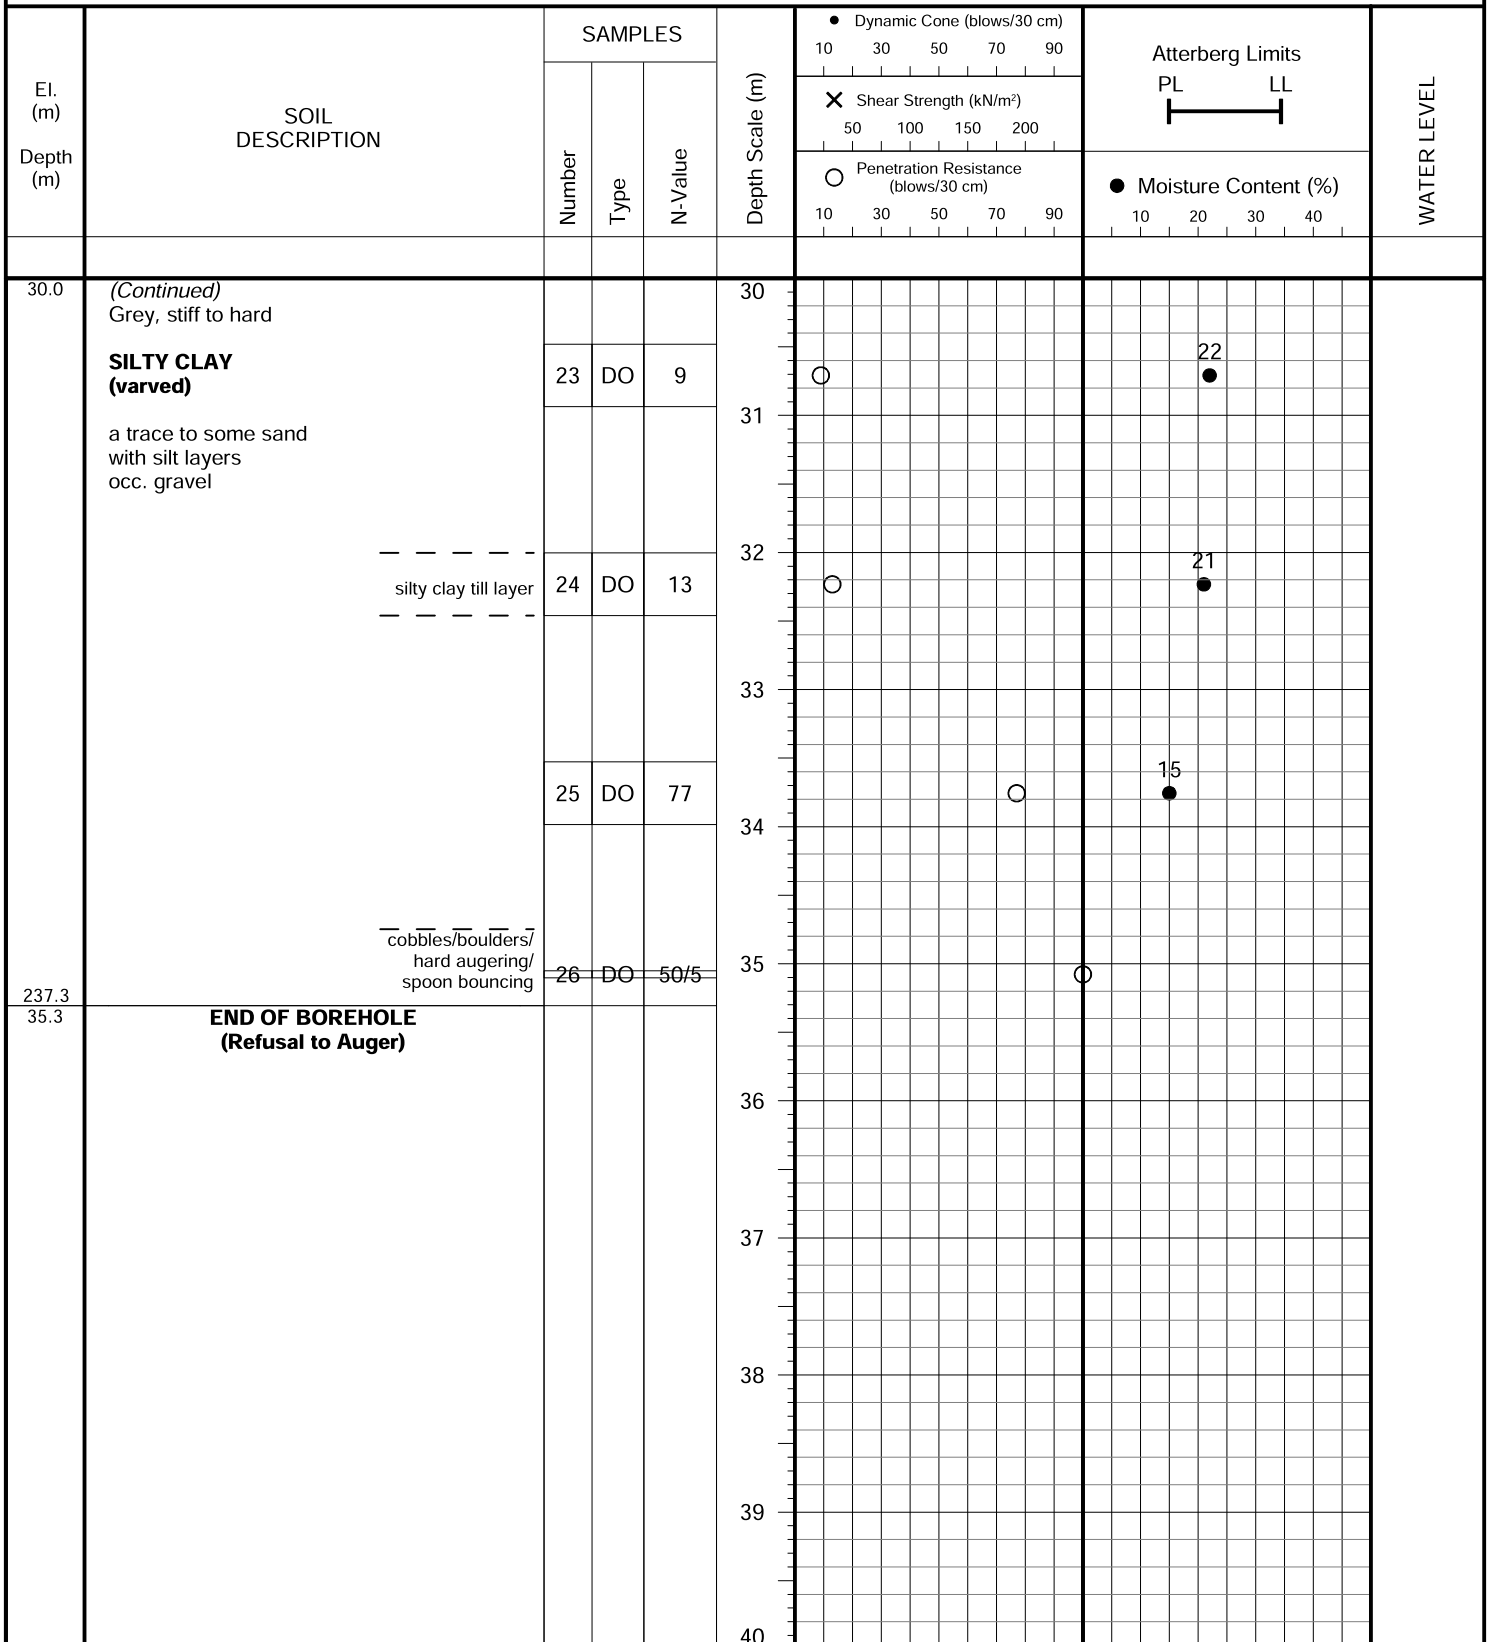 El.
(m)
Depth
(m)
SOIL
DESCRIPTION
SAMPLES
Number
Type
N-Value
Depth Scale (m)
Dynamic Cone (blows/30 cm)
10 30 50 70 90
Shear Strength (kN/m²)
50 100 150 200
Penetration Resistance
(blows/30 cm)
10 30 50 70 90
Atterberg Limits
PL LL
Moisture Content (%)
10 20 30 40
WATER LEVEL
30.0
(Continued)
Grey, stiff to hard
30
SILTY CLAY
(varved)
22
23 DO 9
31
a trace to some sand
with silt layers
occ. gravel
32
21
silty clay till layer
24 DO 13
33
15
25 DO 77
34
cobbles/boulders/
hard augering/
spoon bouncing
26 DO 50/5
35
237.3
35.3
END OF BOREHOLE
(Refusal to Auger)
36
37
38
39
40